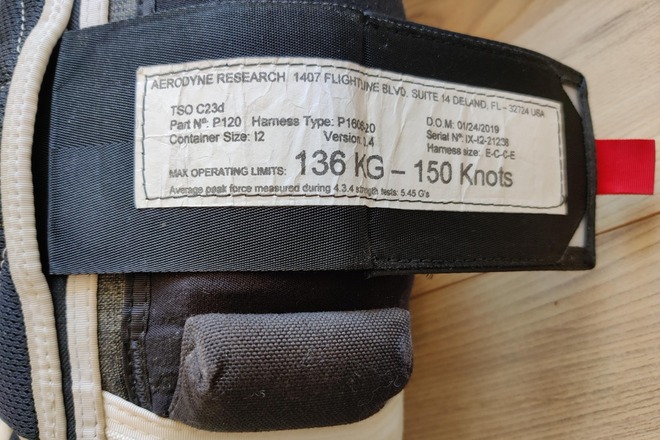 AERODYNE RESEARCH 1407 FLIGHTLINE BLVD. SUITE 14 DELAND, FL – 32724 USA
TSO C23d
Part Nº: P120 Harness Type:
Container Size: I2 Version: 1.4
D.O.M: 01/24/2019
Serial Nº: IX-I2-21238
Harness size: E-C-C-E
MAX OPERATING LIMITS: 136 KG – 150 Knots
Average peak force measured during 4.3.4 strength tests: 5.45 G's